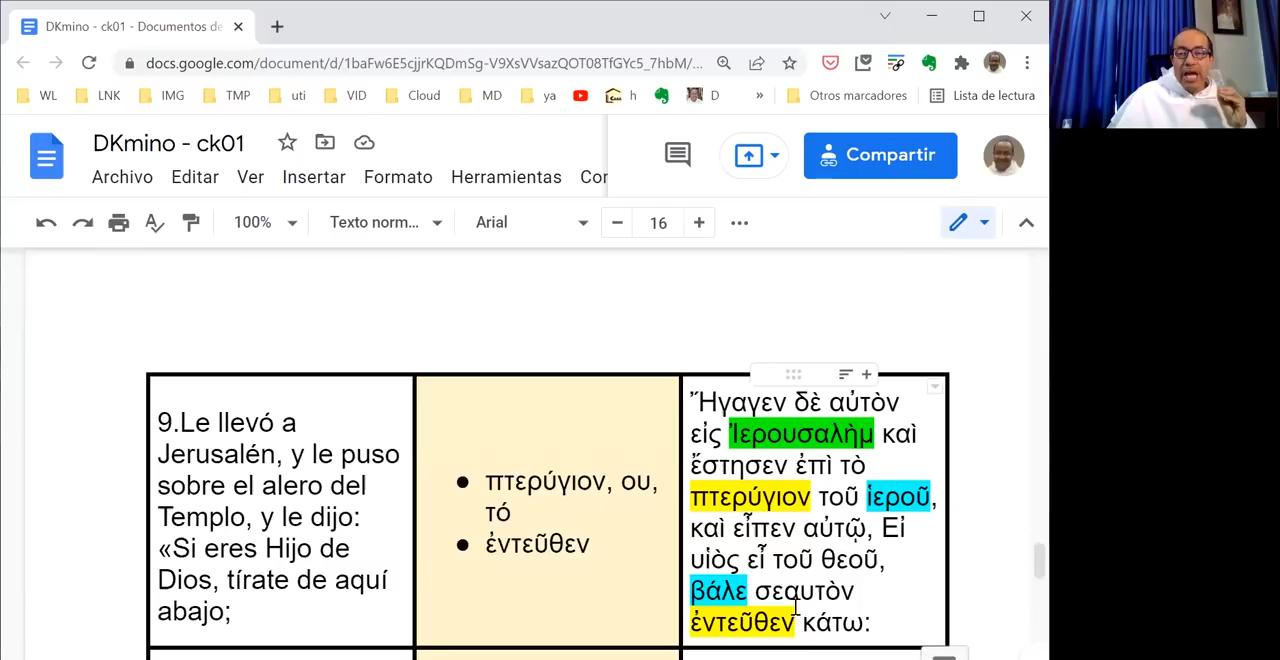 DKmino - ck01 - Documentos de
docs.google.com/document/d/1baFw6E5cjjrKQDmSg-V9XsVVsazQOT08TfGYc5_7hbM/...
WL LNK IMG TMP uti VID Cloud MD ya h D » Otros marcadores Lista de lectura
DKmino - ck01
Compartir
Archivo Editar Ver Insertar Formato Herramientas Cor
100% Texto norm... Arial 16
9.Le llevó a
Jerusalén, y le puso
sobre el alero del
Templo, y le dijo:
«Si eres Hijo de
Dios, tírate de aquí
abajo;
● πτερύγιον, ου,
τό
● ἐντεῦθεν
Ἤγαγεν δὲ αὐτὸν
εἰς Ἰερουσαλὴμ καὶ
ἔστησεν ἐπὶ τὸ
πτερύγιον τοῦ ἱεροῦ,
καὶ εἶπεν αὐτῷ, Εἰ
υἱὸς εἶ τοῦ θεοῦ,
βάλε σεαυτὸν
ἐντεῦθεν κάτω: